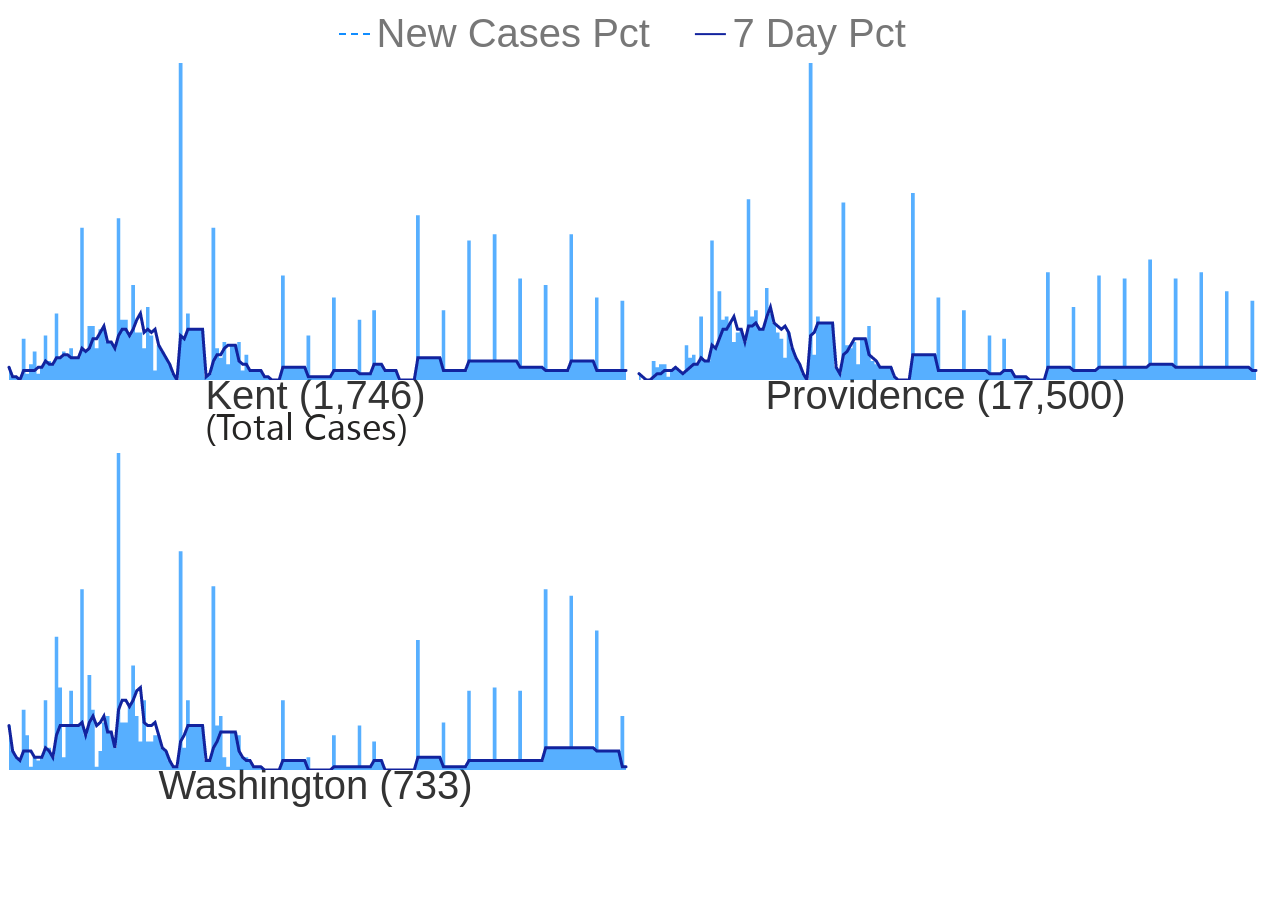 New Cases Pct 7 Day Pct
Kent (1,746)
(Total Cases)
Providence (17,500)
Washington (733)